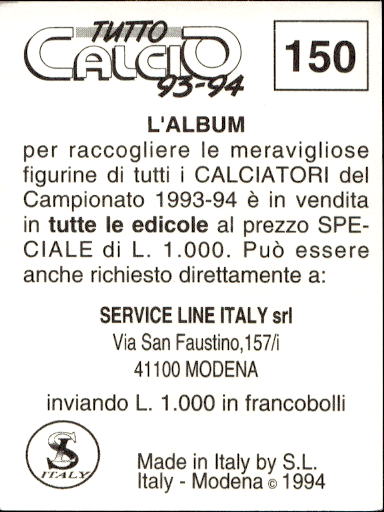 TUTTO
CALCIO
93-94
150
L'ALBUM
per raccogliere le meravigliose
figurine di tutti i CALCIATORI del
Campionato 1993-94 è in vendita
in tutte le edicole al prezzo SPE-
CIALE di L. 1.000. Può essere
anche richiesto direttamente a:
SERVICE LINE ITALY srl
Via San Faustino,157/i
41100 MODENA
inviando L. 1.000 in francobolli
SL
ITALY
Made in Italy by S.L.
Italy - Modena © 1994